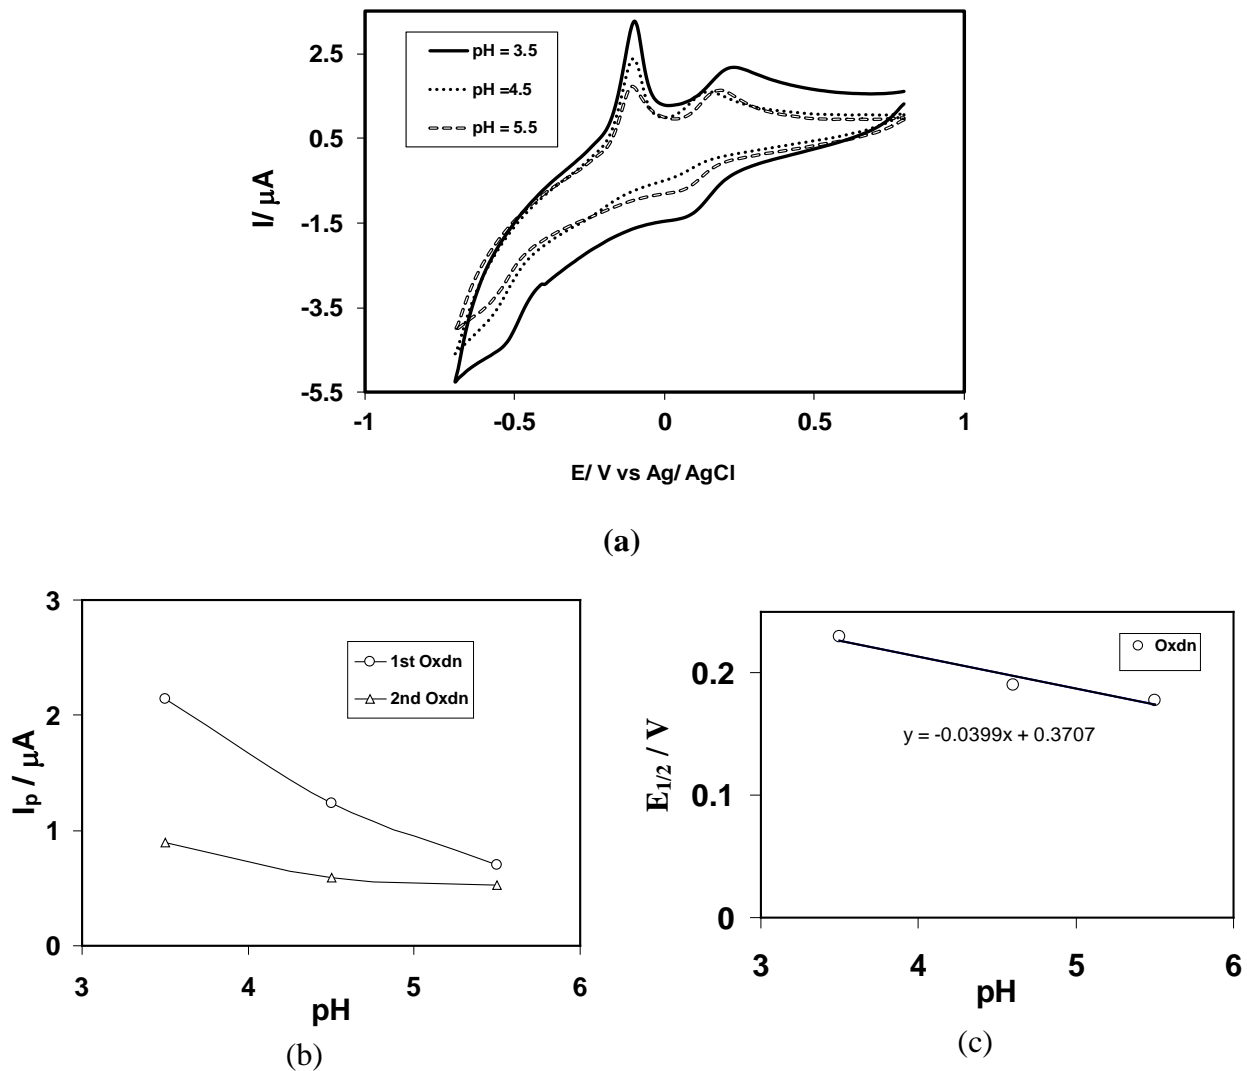 2.5
0.5
-1.5
-3.5
-5.5
I/ μA
pH = 3.5
pH =4.5
pH = 5.5
-1
-0.5
0
0.5
1
E/ V vs Ag/ AgCl
(a)
3
2
1
0
Ip / μA
1st Oxdn
2nd Oxdn
3
4
5
6
pH
(b)
0.2
0.1
0
E1/2 / V
Oxdn
y = -0.0399x + 0.3707
3
4
5
6
pH
(c)